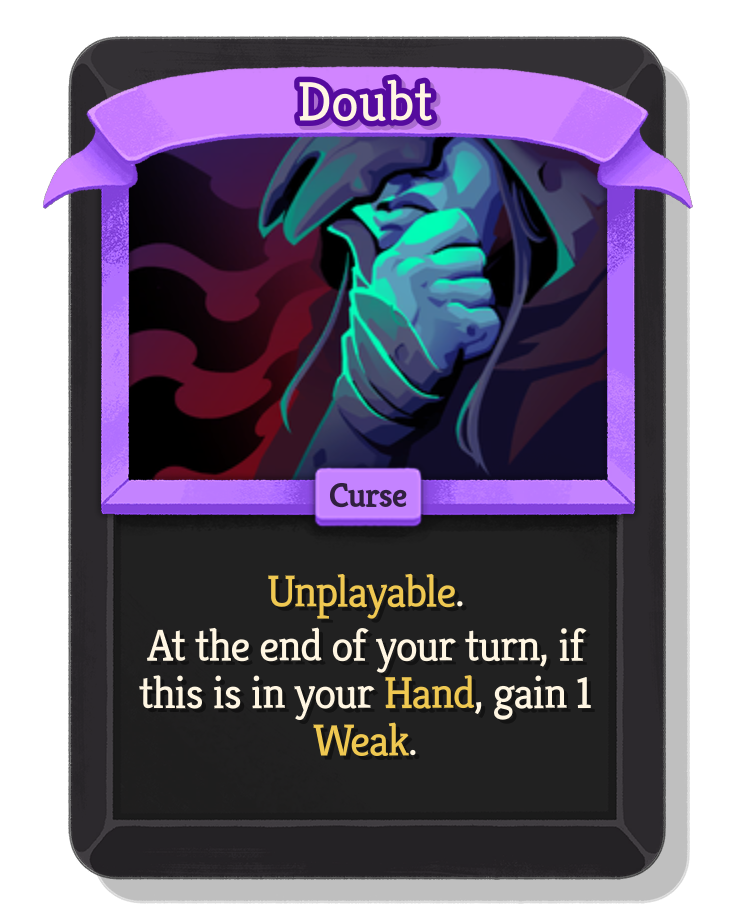 Doubt
Curse
Unplayable.
At the end of your turn, if
this is in your Hand, gain 1
Weak.